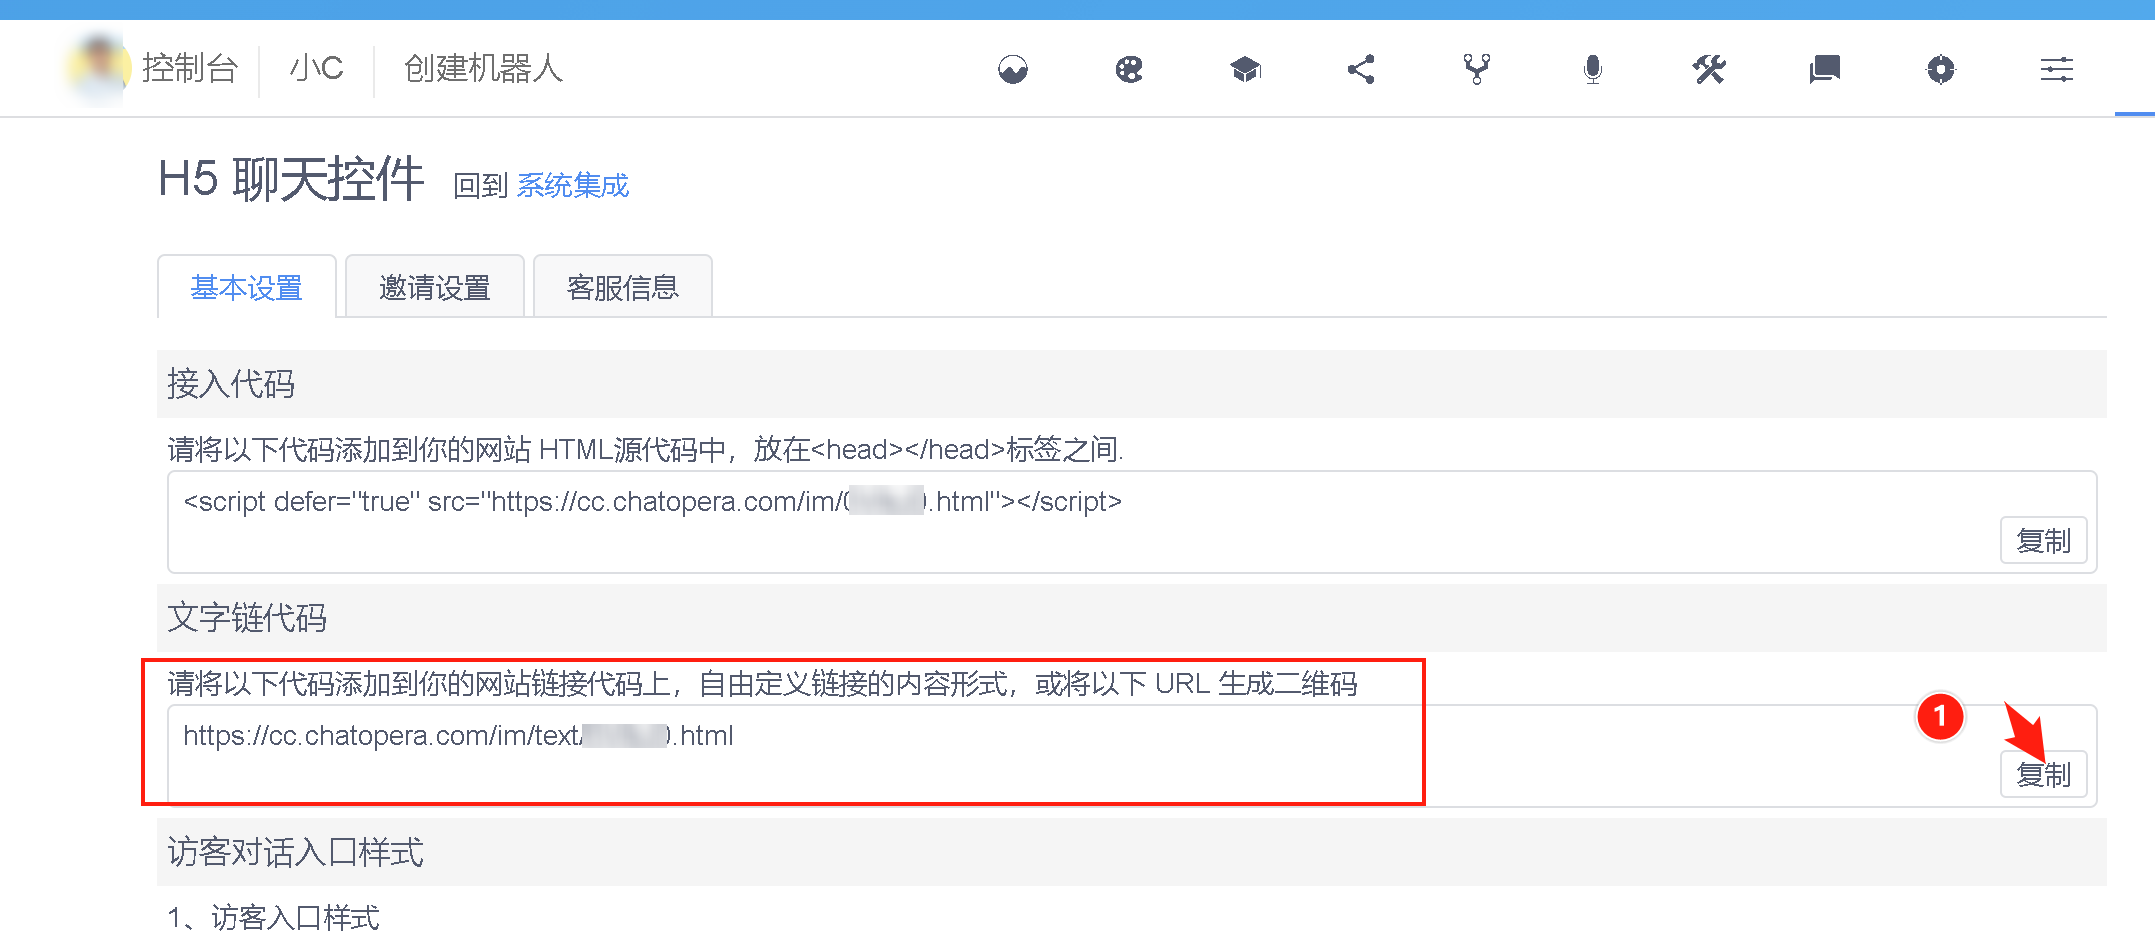 控制台 小C 创建机器人
H5 聊天控件 回到 系统集成
基本设置 邀请设置 客服信息
接入代码
请将以下代码添加到你的网站 HTML源代码中，放在<head></head>标签之间.
<script defer="true" src="https://cc.chatopera.com/im/ .html"></script>
复制
文字链代码
请将以下代码添加到你的网站链接代码上，自由定义链接的内容形式，或将以下 URL 生成二维码
https://cc.chatopera.com/im/text/ .html
1
复制
访客对话入口样式
1、访客入口样式